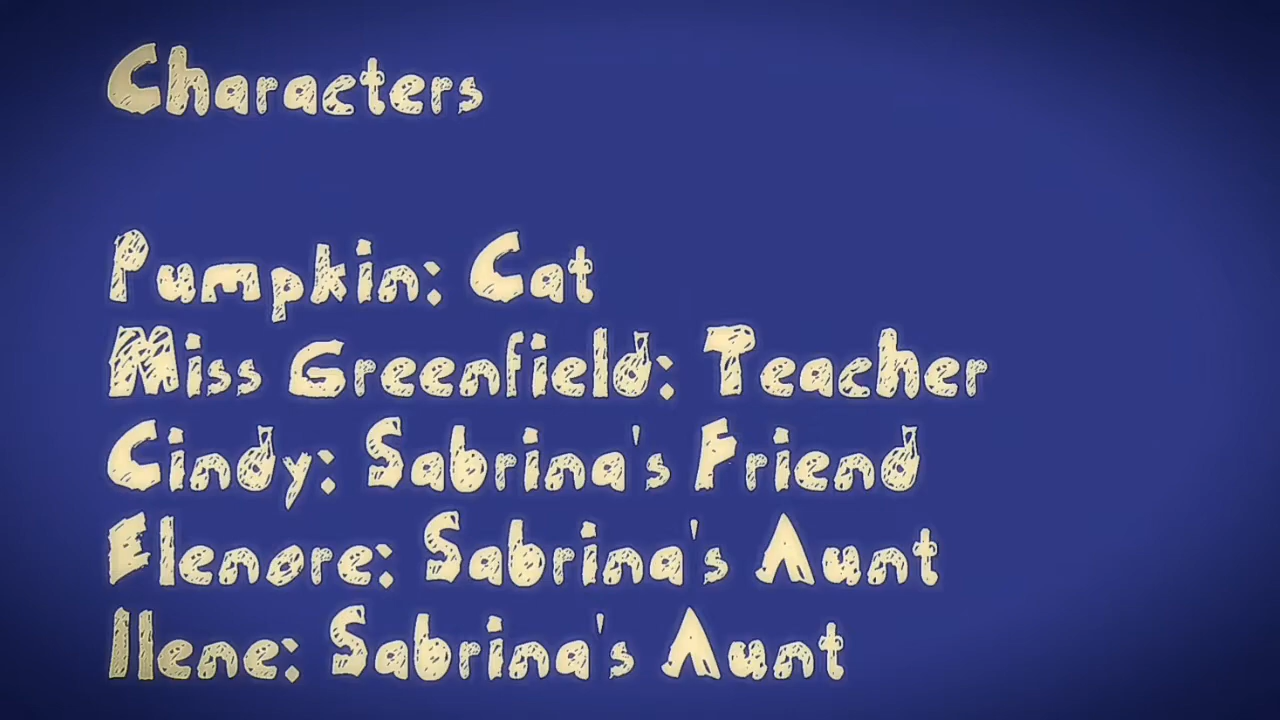 Characters
Pumpkin: Cat
Miss Greenfield: Teacher
Cindy: Sabrina's Friend
Elenore: Sabrina's Aunt
Ilene: Sabrina's Aunt